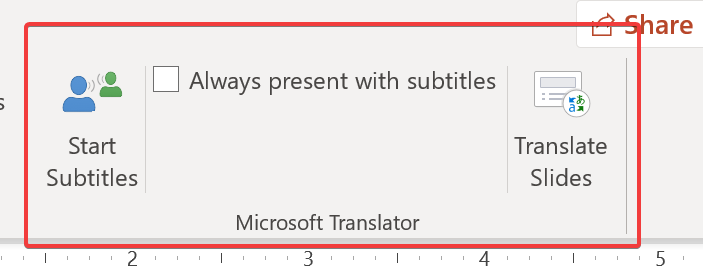 Share
s
Always present with subtitles
Start
Subtitles
Translate
Slides
Microsoft Translator
2 3 4 5